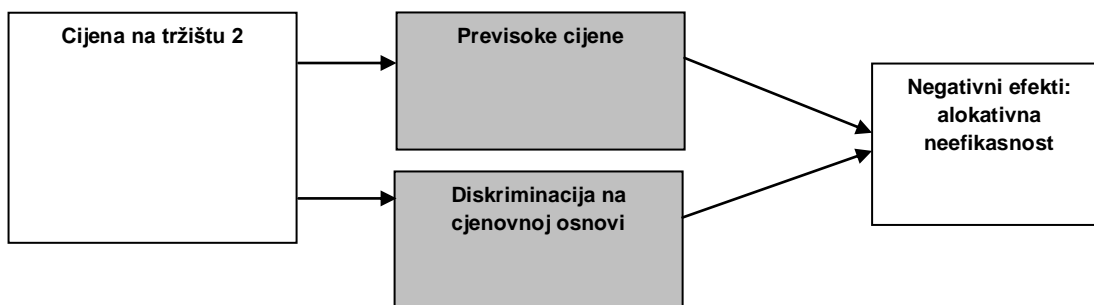 Cijena na tržištu 2
Previsoke cijene
Diskriminacija na
cjenovnoj osnovi
Negativni efekti:
alokativna
neefikasnost